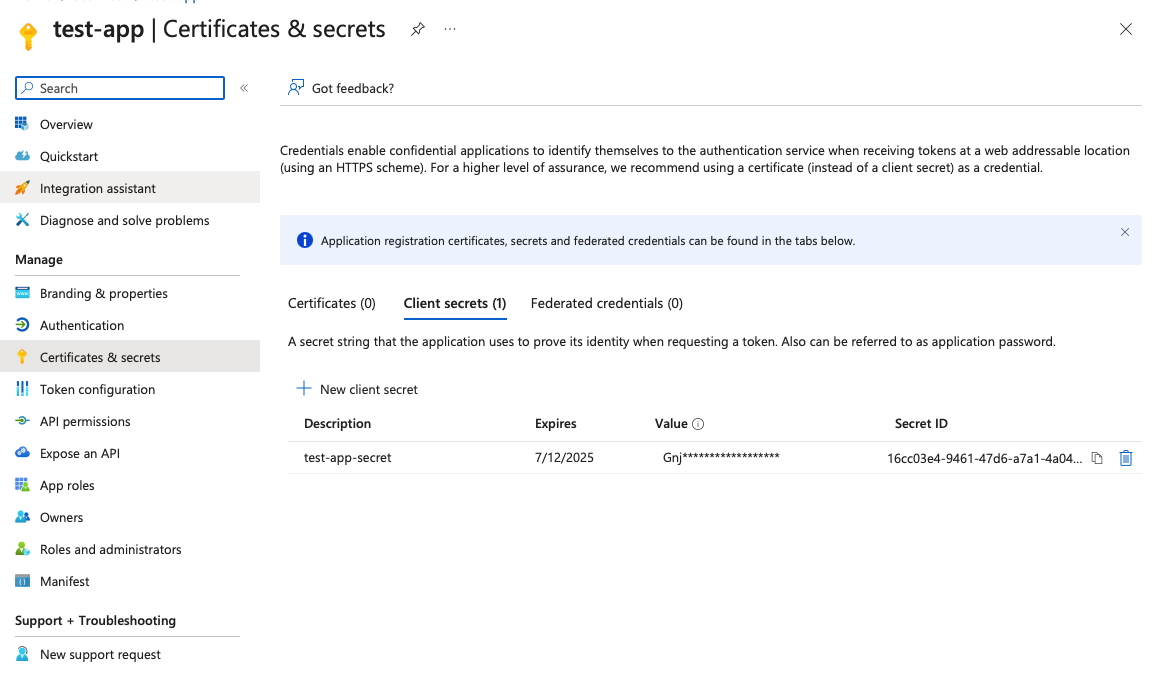 test-app | Certificates & secrets
Search
Got feedback?
Overview
Quickstart
Integration assistant
Diagnose and solve problems
Manage
Branding & properties
Authentication
Certificates & secrets
Token configuration
API permissions
Expose an API
App roles
Owners
Roles and administrators
Manifest
Support + Troubleshooting
New support request
Credentials enable confidential applications to identify themselves to the authentication service when receiving tokens at a web addressable location
(using an HTTPS scheme). For a higher level of assurance, we recommend using a certificate (instead of a client secret) as a credential.
Application registration certificates, secrets and federated credentials can be found in the tabs below.
Certificates (0) Client secrets (1) Federated credentials (0)
A secret string that the application uses to prove its identity when requesting a token. Also can be referred to as application password.
New client secret
Description Expires Value Secret ID
test-app-secret 7/12/2025 Gnj****************** 16cc03e4-9461-47d6-a7a1-4a04...